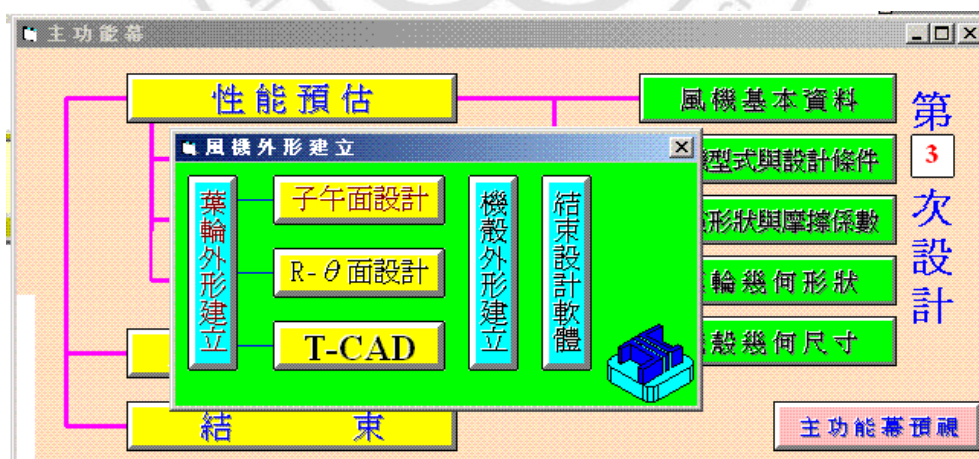 主功能幕
性能預估
風機基本資料
型式與設計條件
形狀與摩擦係數
輪幾何形狀
殼幾何尺寸
第
3
次
設
計
風機外形建立
葉輪外形建立
子午面設計
R-θ面設計
T-CAD
機殼外形建立
結束設計軟體
結 束
主功能幕預視